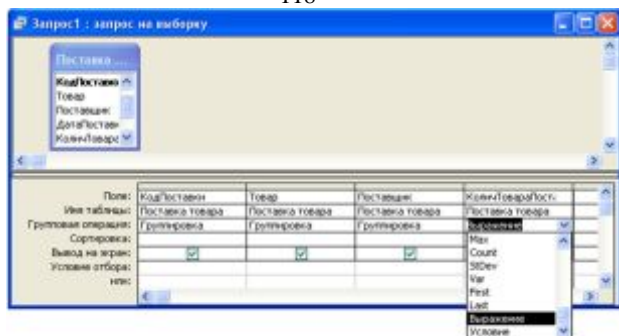 Запрос1 : запрос на выборку
Поставка ...
КодПоставки
Товар
Поставщик
ДатаПоставки
КоличТовара
Поле: КодПоставки Товар Поставщик КоличТовараПост
Имя таблицы: Поставка товара Поставка товара Поставка товара Поставка товара
Групповая операция: Группировка Группировка Группировка Выражение
Сортировка:
Вывод на экран:
Условие отбора:
или:
Max
Count
StDev
Var
First
Last
Выражение
Условие